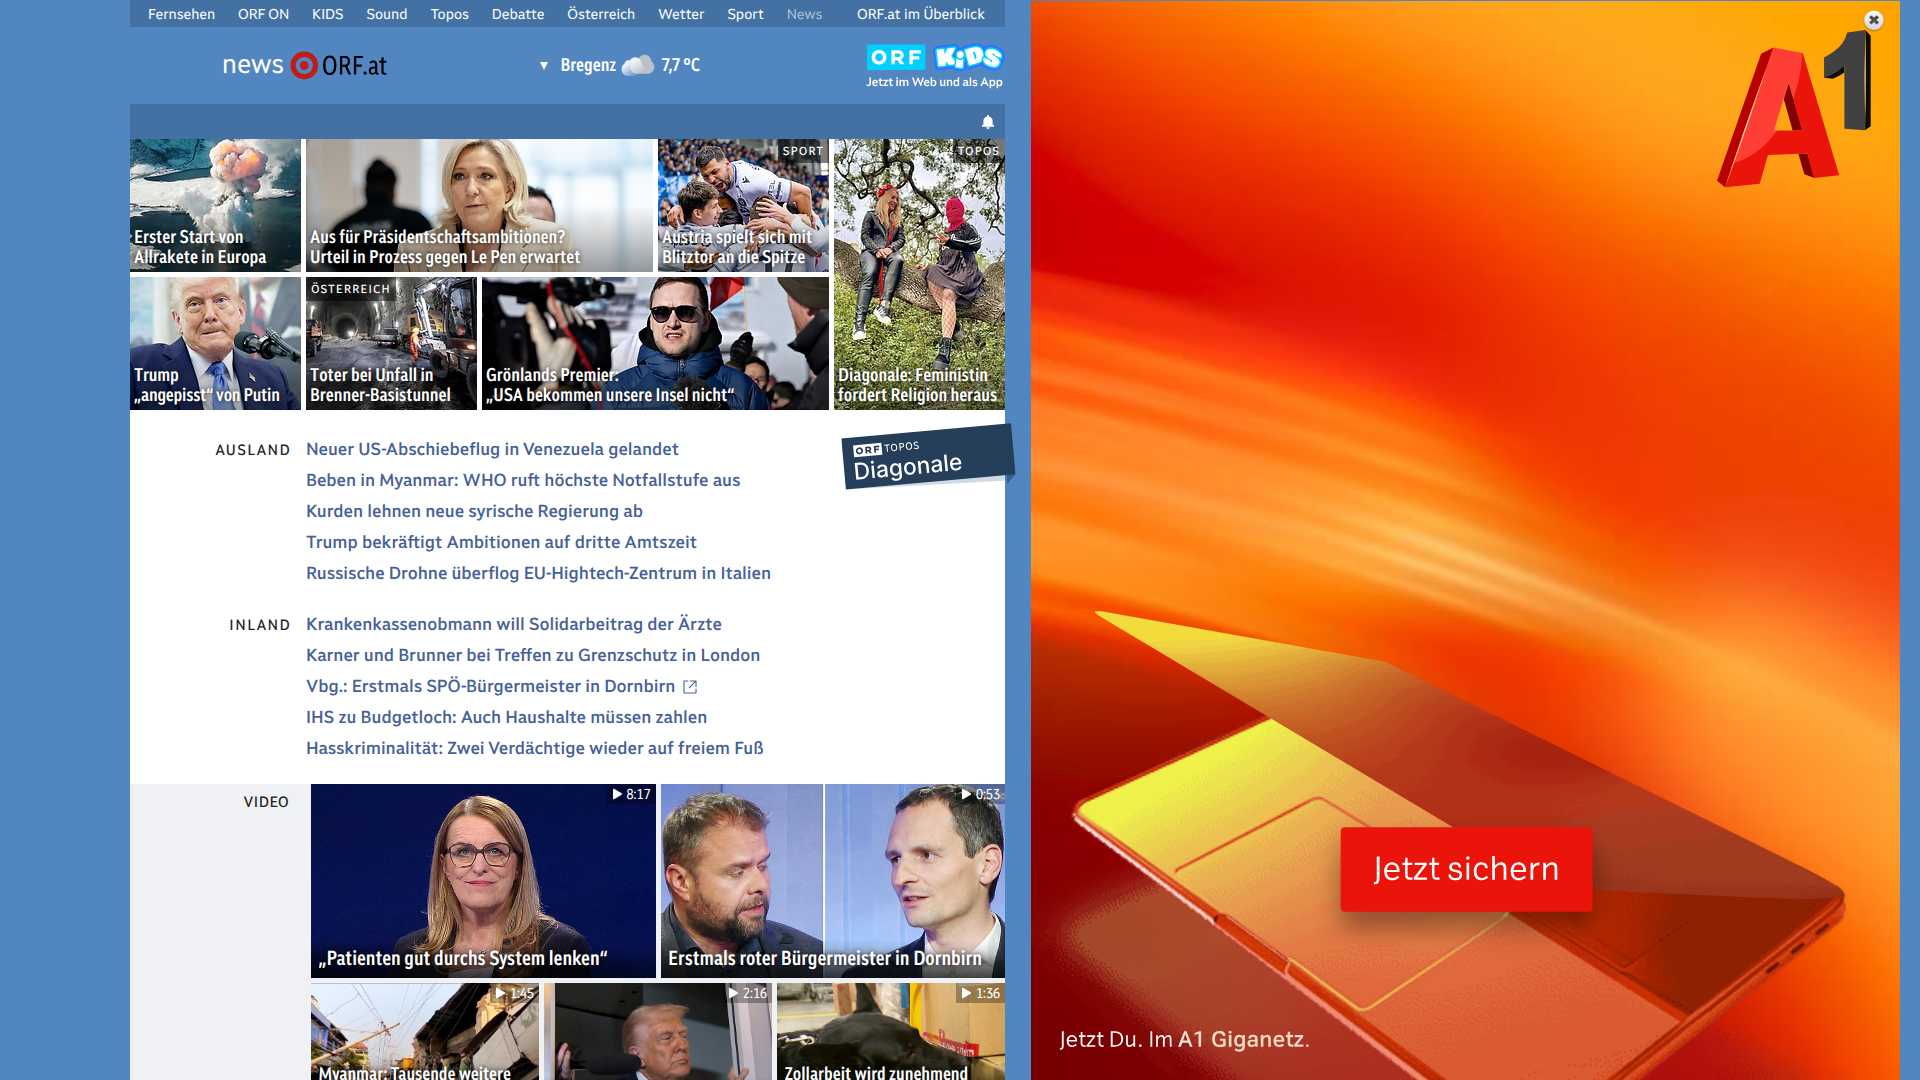 Fernsehen ORF ON KIDS Sound Topos Debatte Österreich Wetter Sport News ORF.at im Überblick
news ORF.at
Bregenz 7,7 °C
ORF KiDS
Jetzt im Web und als App
Erster Start von
Allrakete in Europa
Aus für Präsidentschaftsambitionen?
Urteil in Prozess gegen Le Pen erwartet
SPORT
Austria spielt sich mit
Blitztor an die Spitze
TOPOS
Diagonale: Feministin
fordert Religion heraus
Trump
„angepisst“ von Putin
ÖSTERREICH
Toter bei Unfall in
Brenner-Basistunnel
Grönlands Premier:
„USA bekommen unsere Insel nicht“
AUSLAND
Neuer US-Abschiebeflug in Venezuela gelandet
Beben in Myanmar: WHO ruft höchste Notfallstufe aus
Kurden lehnen neue syrische Regierung ab
Trump bekräftigt Ambitionen auf dritte Amtszeit
Russische Drohne überflog EU-Hightech-Zentrum in Italien
ORF TOPOS
Diagonale
INLAND
Krankenkassenobmann will Solidarbeitrag der Ärzte
Karner und Brunner bei Treffen zu Grenzschutz in London
Vbg.: Erstmals SPÖ-Bürgermeister in Dornbirn
IHS zu Budgetloch: Auch Haushalte müssen zahlen
Hasskriminalität: Zwei Verdächtige wieder auf freiem Fuß
VIDEO
8:17
„Patienten gut durchs System lenken“
0:53
Erstmals roter Bürgermeister in Dornbirn
1:45
Myanmar: Tausende weitere
2:16
1:36
Zollarbeit wird zunehmend
A1
Jetzt sichern
Jetzt Du. Im A1 Giganetz.